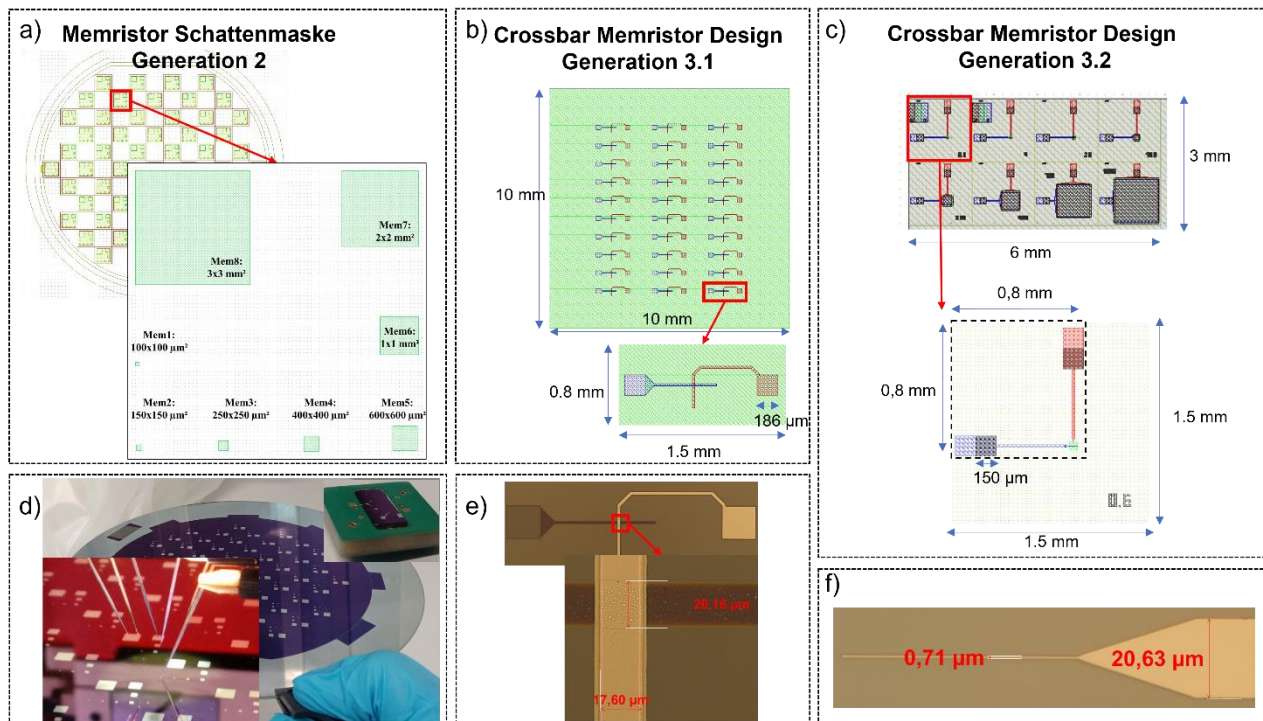 a)
Memristor Schattenmaske
Generation 2
Mem7:
2x2 mm²
Mem8:
3x3 mm²
Mem1:
100x100 µm²
Mem6:
1x1 mm²
Mem2:
150x150 µm²
Mem3:
250x250 µm²
Mem4:
400x400 µm²
Mem5:
600x600 µm²
b)
Crossbar Memristor Design
Generation 3.1
10 mm
10 mm
0.8 mm
186 µm
1.5 mm
c)
Crossbar Memristor Design
Generation 3.2
3 mm
6 mm
0,8 mm
0,8 mm
1.5 mm
150 µm
0.6
1.5 mm
d)
e)
20,16 µm
17,60 µm
f)
0,71 µm
20,63 µm